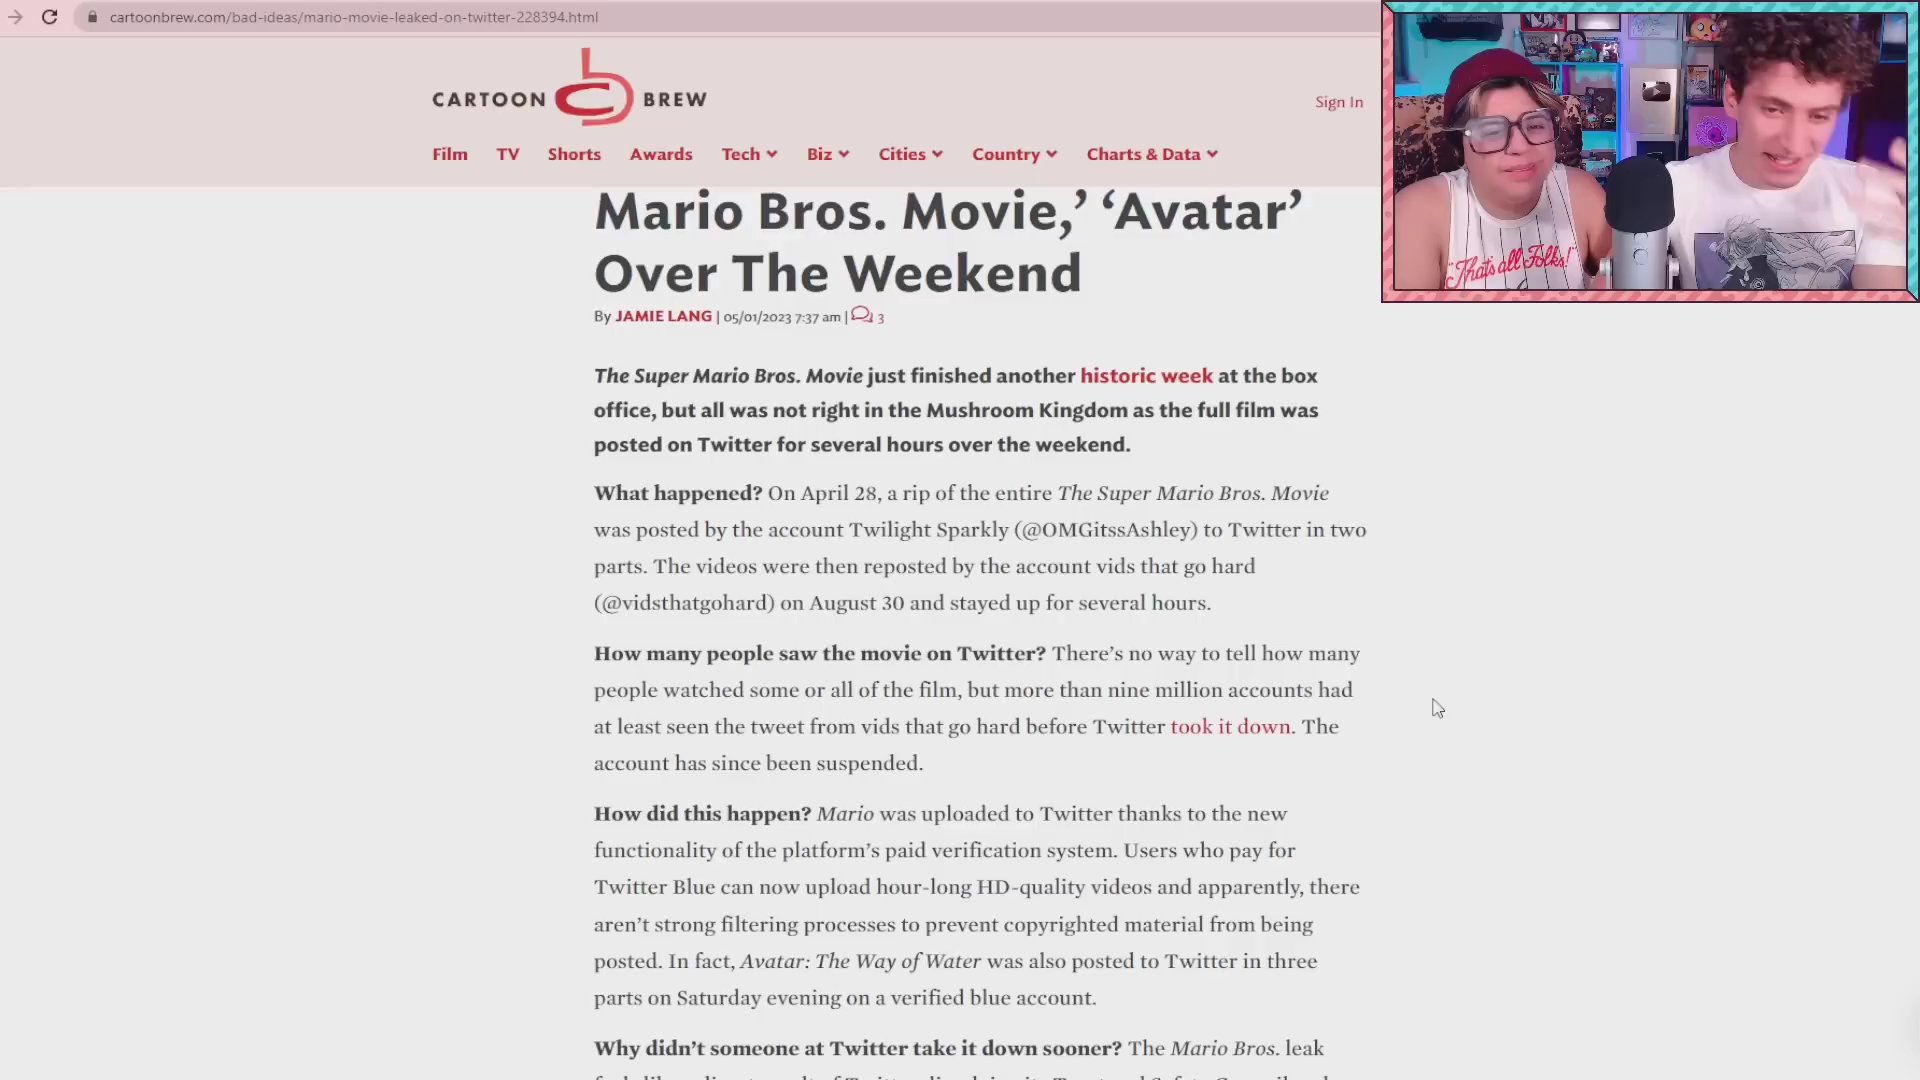 cartoonbrew.com/bad-ideas/mario-movie-leaked-on-twitter-228394.html
CARTOON BREW
Sign In
Film TV Shorts Awards Tech Biz Cities Country Charts & Data
Mario Bros. Movie,’ ‘Avatar’
Over The Weekend
By JAMIE LANG | 05/01/2023 7:37 am | 3
The Super Mario Bros. Movie just finished another historic week at the box
office, but all was not right in the Mushroom Kingdom as the full film was
posted on Twitter for several hours over the weekend.
What happened? On April 28, a rip of the entire The Super Mario Bros. Movie
was posted by the account Twilight Sparkly (@OMGitssAshley) to Twitter in two
parts. The videos were then reposted by the account vids that go hard
(@vidsthatgohard) on August 30 and stayed up for several hours.
How many people saw the movie on Twitter? There’s no way to tell how many
people watched some or all of the film, but more than nine million accounts had
at least seen the tweet from vids that go hard before Twitter took it down. The
account has since been suspended.
How did this happen? Mario was uploaded to Twitter thanks to the new
functionality of the platform’s paid verification system. Users who pay for
Twitter Blue can now upload hour-long HD-quality videos and apparently, there
aren’t strong filtering processes to prevent copyrighted material from being
posted. In fact, Avatar: The Way of Water was also posted to Twitter in three
parts on Saturday evening on a verified blue account.
Why didn’t someone at Twitter take it down sooner? The Mario Bros. leak
"That's all Folks!"